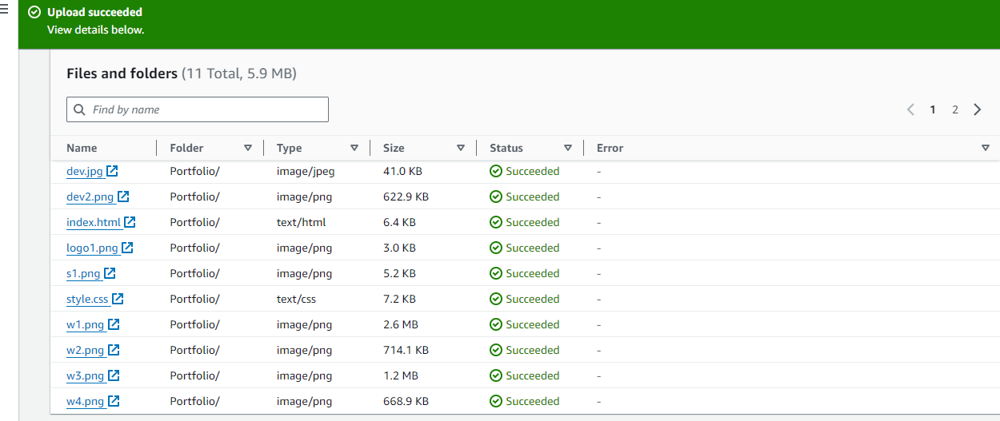 Upload succeeded
View details below.
Files and folders (11 Total, 5.9 MB)
Find by name
1 2
Name Folder Type Size Status Error
dev.jpg Portfolio/ image/jpeg 41.0 KB Succeeded -
dev2.png Portfolio/ image/png 622.9 KB Succeeded -
index.html Portfolio/ text/html 6.4 KB Succeeded -
logo1.png Portfolio/ image/png 3.0 KB Succeeded -
s1.png Portfolio/ image/png 5.2 KB Succeeded -
style.css Portfolio/ text/css 7.2 KB Succeeded -
w1.png Portfolio/ image/png 2.6 MB Succeeded -
w2.png Portfolio/ image/png 714.1 KB Succeeded -
w3.png Portfolio/ image/png 1.2 MB Succeeded -
w4.png Portfolio/ image/png 668.9 KB Succeeded -